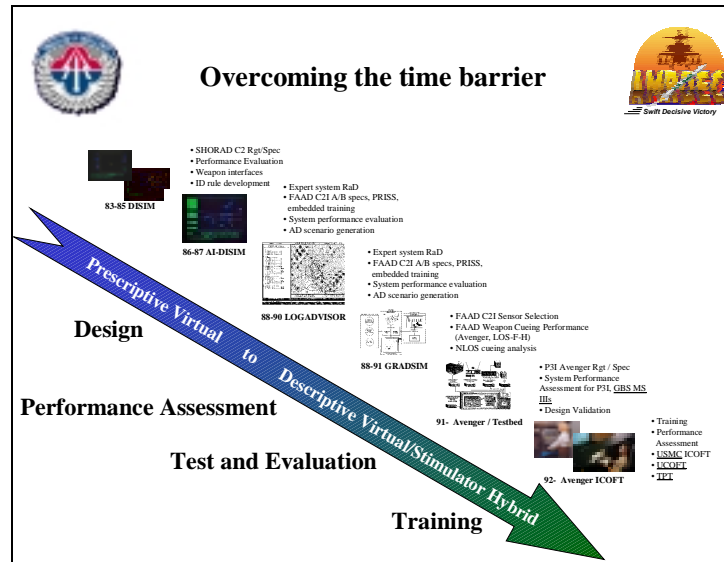 Overcoming the time barrier
Swift Decisive Victory
• SHORAD C2 Rgt/Spec
• Performance Evaluation
• Weapon interfaces
• ID rule development
83-85 DISIM
• Expert system RaD
• FAAD C2I A/B specs, PRISS,
embedded training
• System performance evaluation
• AD scenario generation
86-87 AI-DISIM
• Expert system RaD
• FAAD C2I A/B specs, PRISS,
embedded training
• System performance evaluation
• AD scenario generation
88-90 LOGADVISOR
• FAAD C2I Sensor Selection
• FAAD Weapon Cueing Performance
(Avenger, LOS-F-H)
• NLOS cueing analysis
88-91 GRADSIM
• P3I Avenger Rgt / Spec
• System Performance
Assessment for P3I, GBS MS
IIIs
• Design Validation
91- Avenger / Testbed
• Training
• Performance
Assessment
• USMC ICOFT
• UCOFT
• TPT
92- Avenger ICOFT
Prescriptive Virtual to Descriptive Virtual/Stimulator Hybrid
Design
Performance Assessment
Test and Evaluation
Training